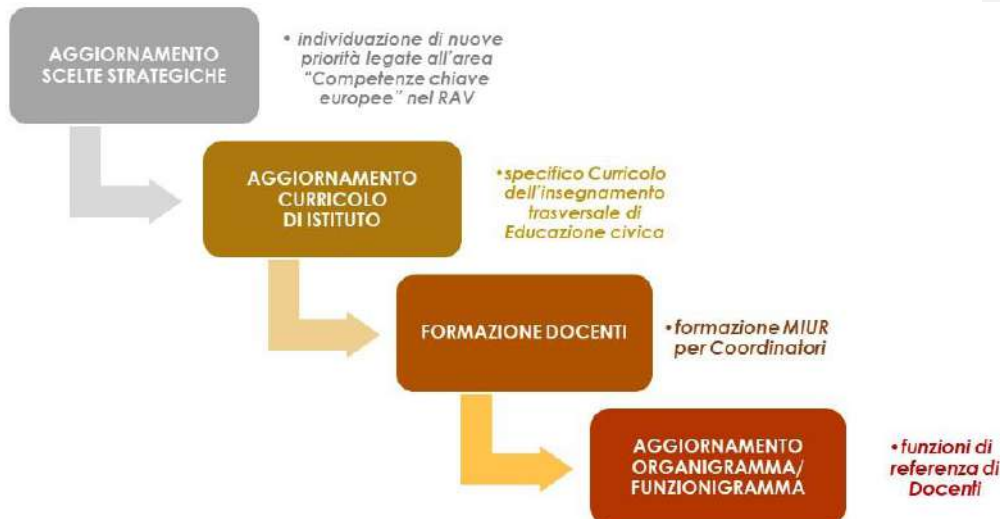 AGGIORNAMENTO
SCELTE STRATEGICHE
• individuazione di nuove
priorità legate all'area
"Competenze chiave
europee" nel RAV
AGGIORNAMENTO
CURRICOLO
DI ISTITUTO
•specifico Curricolo
dell'insegnamento
trasversale di
Educazione civica
FORMAZIONE DOCENTI
•formazione MIUR
per Coordinatori
AGGIORNAMENTO
ORGANIGRAMMA/
FUNZIONIGRAMMA
•funzioni di
referenza di
Docenti